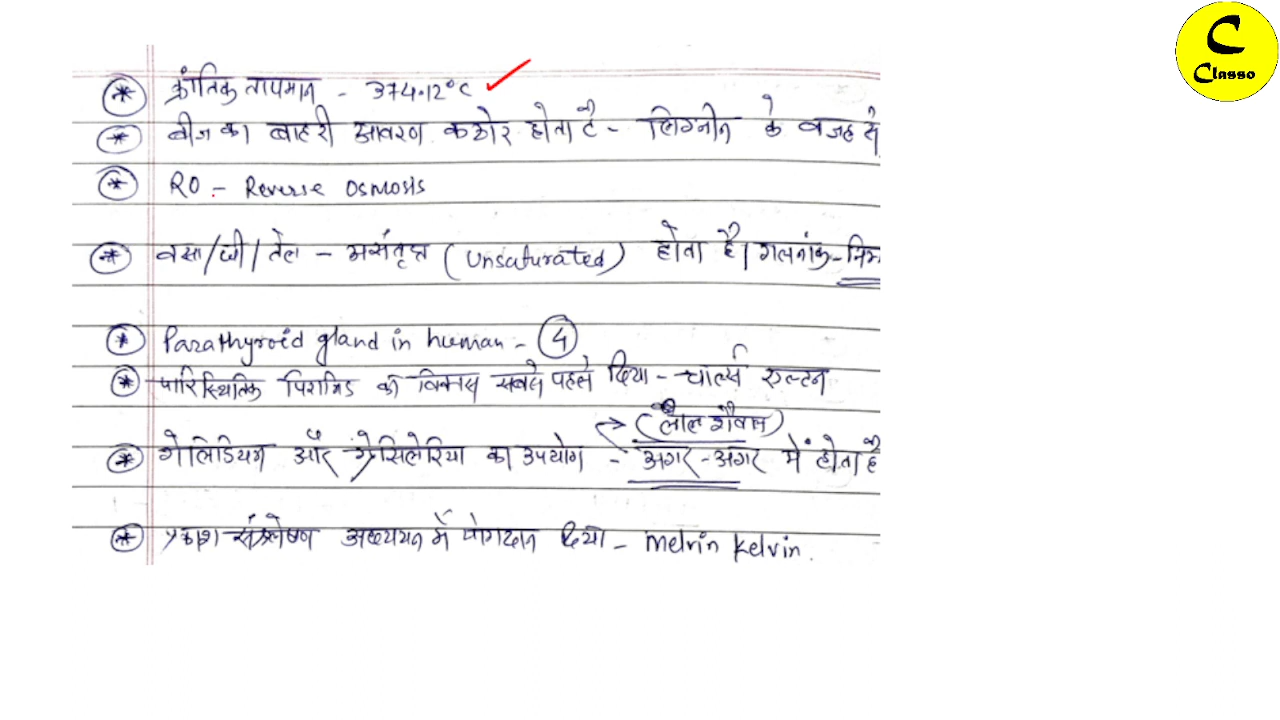 C
Classo
क्रांतिक तापमान - 374.12°C
बीज का बाहरी आवरण कठोर होता है - लिग्नीन के वजह से
RO - Reverse Osmosis
वसा/घी/तेल - असंतृप्त (Unsaturated) होता है। गलनांक - निम्न
Parathyroid gland in human - 4
पारिस्थितिक पिरामिड को विकास सबसे पहले दिया - चार्ल्स एल्टन
(लाल शैवाल)
गेलिडियम और ग्रेसिलेरिया का उपयोग - अगर-अगर में होता है
प्रकाश संश्लेषण अध्ययन में योगदान दिया - Melvin Kelvin.